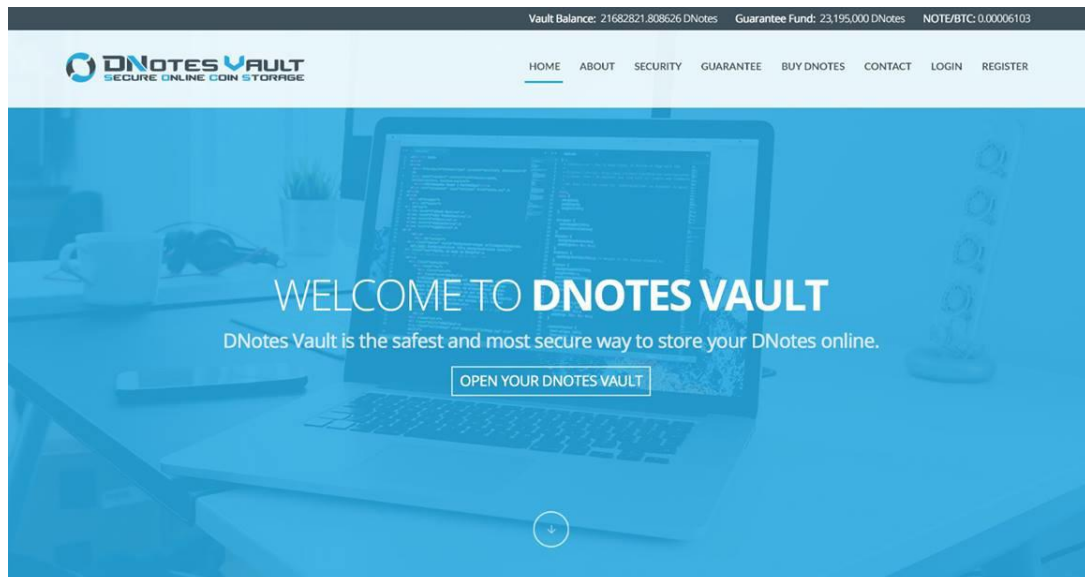 Vault Balance: 21682821.808626 DNotes Guarantee Fund: 23,195,000 DNotes NOTE/BTC: 0.00006103
DNOTES VAULT
SECURE ONLINE COIN STORAGE
HOME ABOUT SECURITY GUARANTEE BUY DNOTES CONTACT LOGIN REGISTER
WELCOME TO DNOTES VAULT
DNotes Vault is the safest and most secure way to store your DNotes online.
OPEN YOUR DNOTES VAULT